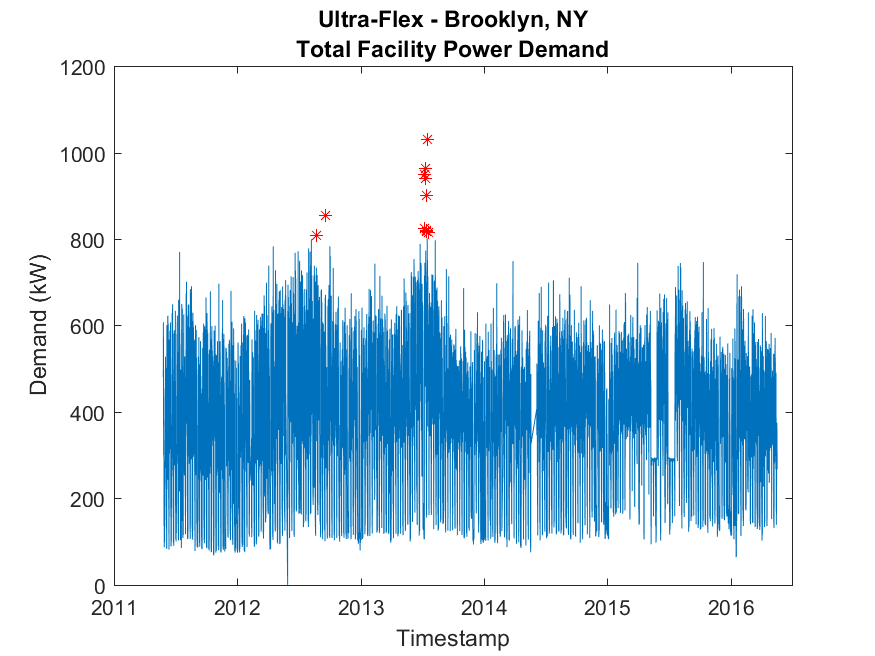 Ultra-Flex - Brooklyn, NY
Total Facility Power Demand
1200
1000
800
600
400
200
0
Demand (kW)
2011 2012 2013 2014 2015 2016
Timestamp